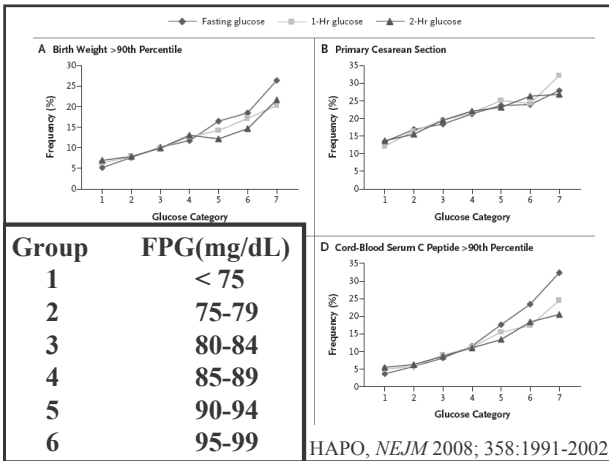 Fasting glucose 1-Hr glucose 2-Hr glucose
A Birth Weight >90th Percentile
30
25
20
15
10
5
0
Frequency (%)
1 2 3 4 5 6 7
Glucose Category
B Primary Cesarean Section
35
30
25
20
15
10
5
0
Frequency (%)
1 2 3 4 5 6 7
Glucose Category
Group FPG(mg/dL)
1 < 75
2 75-79
3 80-84
4 85-89
5 90-94
6 95-99
D Cord-Blood Serum C Peptide >90th Percentile
35
30
25
20
15
10
5
0
Frequency (%)
1 2 3 4 5 6 7
Glucose Category
HAPO, NEJM 2008; 358:1991-2002